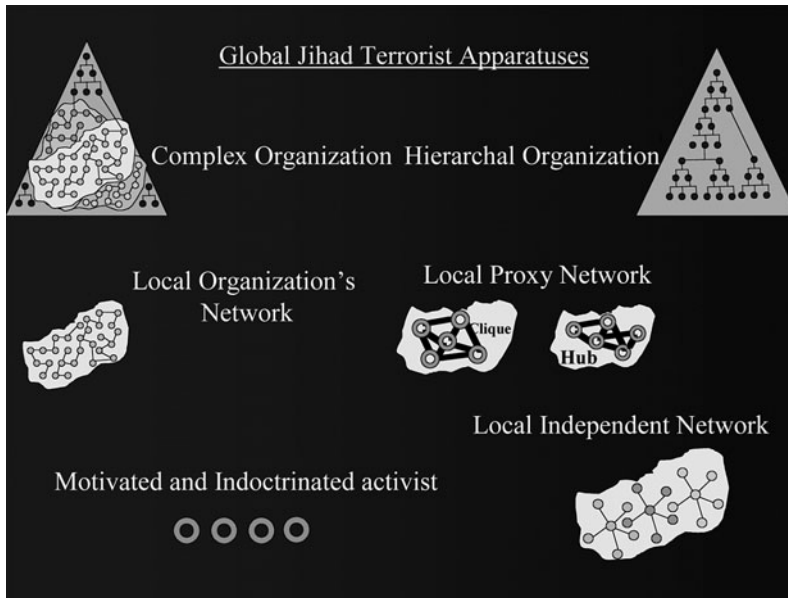 Global Jihad Terrorist Apparatuses
Complex Organization
Hierarchal Organization
Local Organization's
Network
Local Proxy Network
Clique
Hub
Local Independent Network
Motivated and Indoctrinated activist